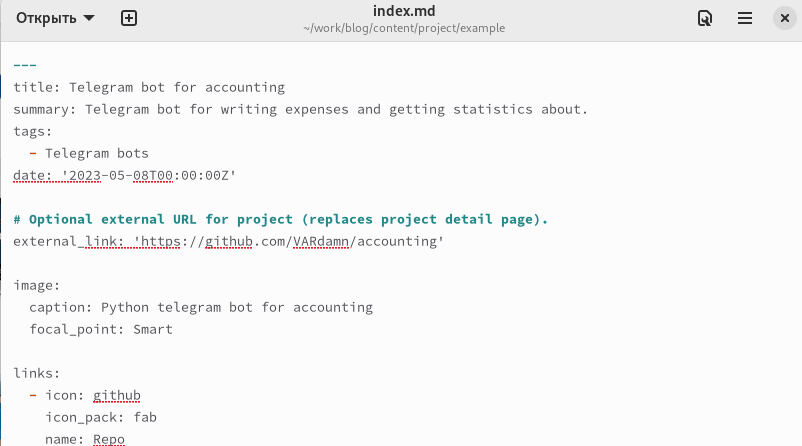 Открыть
index.md
~/work/blog/content/project/example
---
title: Telegram bot for accounting
summary: Telegram bot for writing expenses and getting statistics about.
tags:
  - Telegram bots
date: '2023-05-08T00:00:00Z'

# Optional external URL for project (replaces project detail page).
external_link: 'https://github.com/VARdamn/accounting'

image:
  caption: Python telegram bot for accounting
  focal_point: Smart

links:
  - icon: github
    icon_pack: fab
    name: Repo